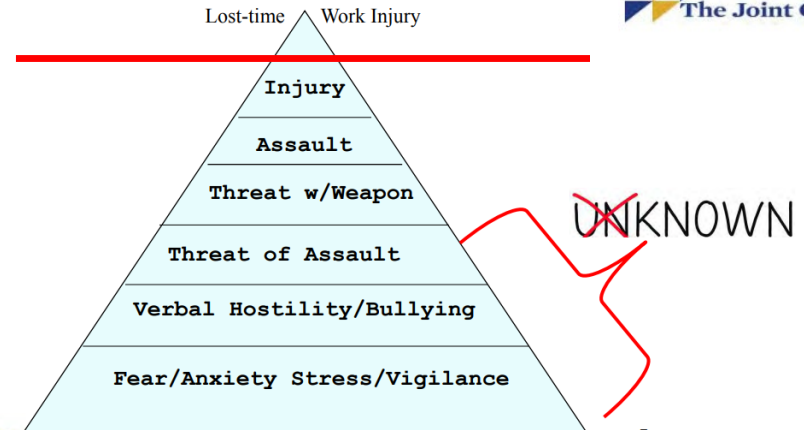 Lost-time Work Injury
The Joint
Injury
Assault
Threat w/Weapon
UNKNOWN
Threat of Assault
Verbal Hostility/Bullying
Fear/Anxiety Stress/Vigilance